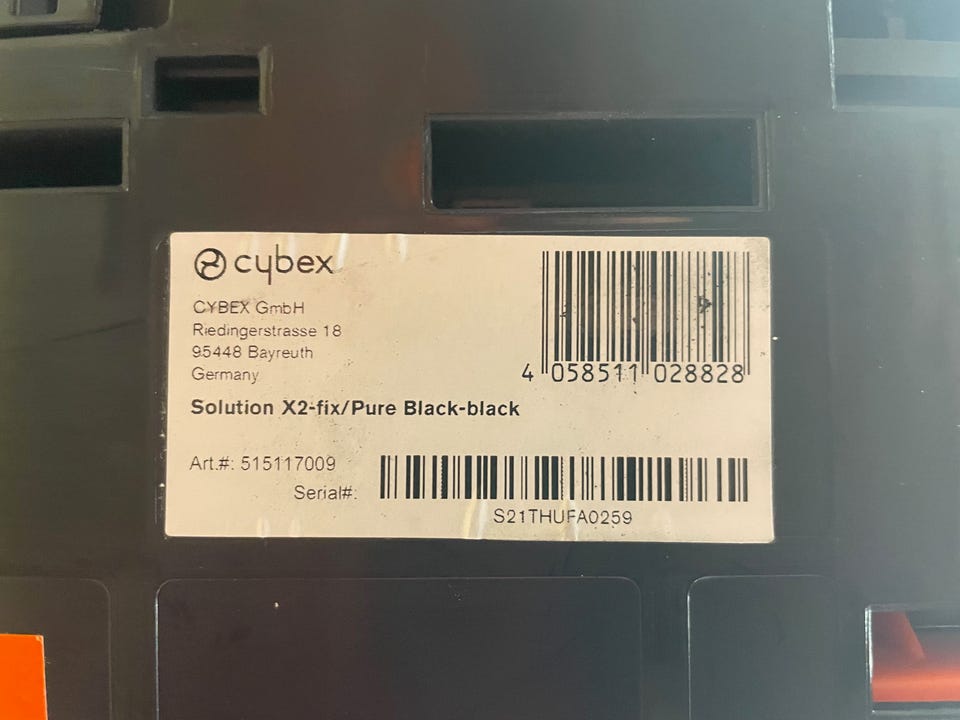 cybex
CYBEX GmbH
Riedingerstrasse 18
95448 Bayreuth
Germany
4 058511 028828
Solution X2-fix/Pure Black-black
Art.#: 515117009
Serial#:
S21THUFA0259